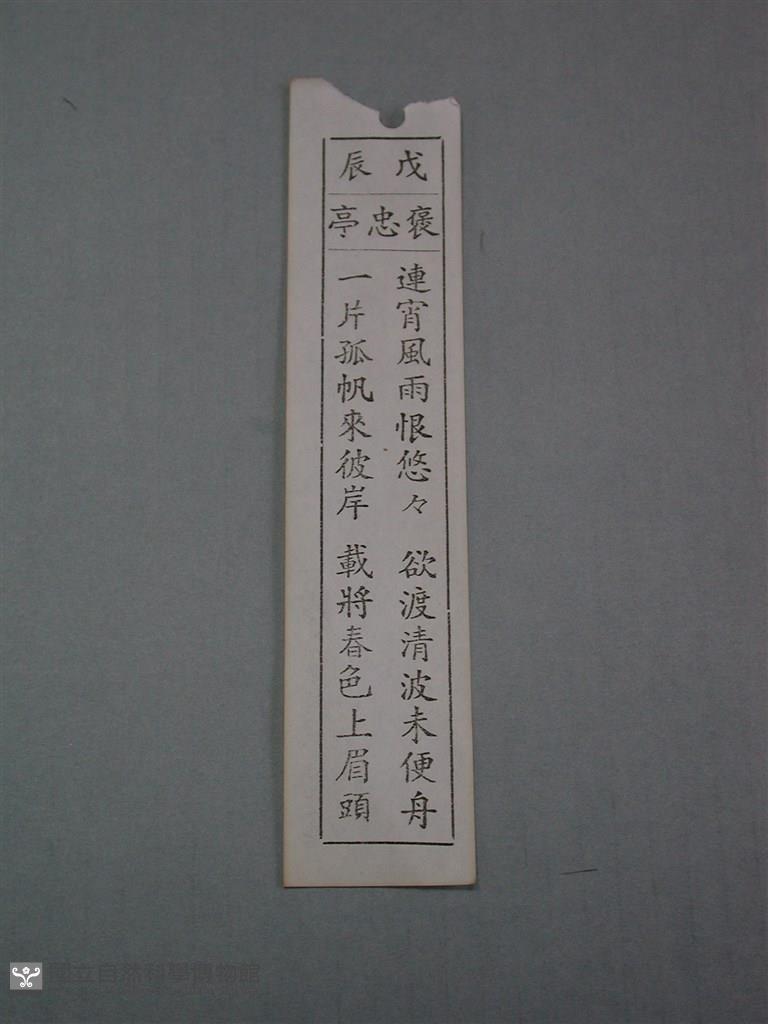 戊辰
褒忠亭
連宵風雨恨悠々 欲渡清波未便舟
一片孤帆來彼岸 載將春色上眉頭
國立自然科學博物館